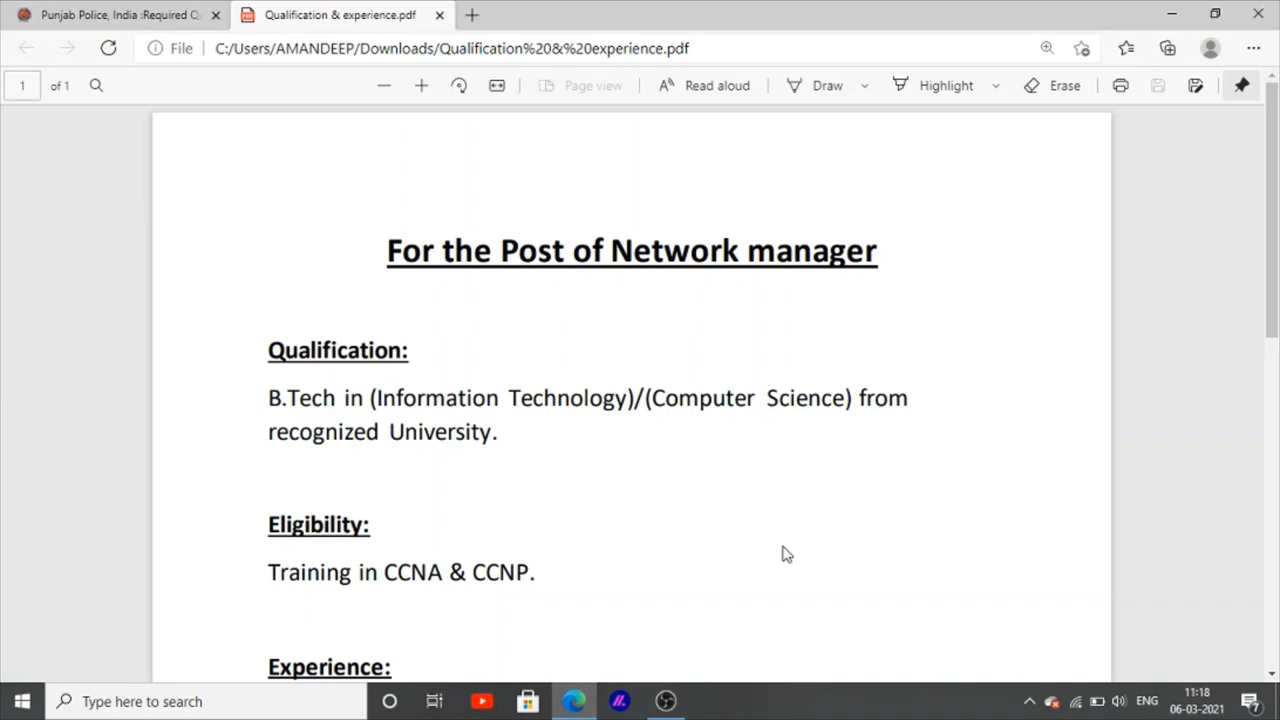 Punjab Police, India :Required Q
Qualification & experience.pdf
File
C:/Users/AMANDEEP/Downloads/Qualification%20&%20experience.pdf
1 of 1
Page view
Read aloud
Draw
Highlight
Erase
For the Post of Network manager
Qualification:
B.Tech in (Information Technology)/(Computer Science) from
recognized University.
Eligibility:
Training in CCNA & CCNP.
Experience:
Type here to search
ENG
11:18
06-03-2021
7